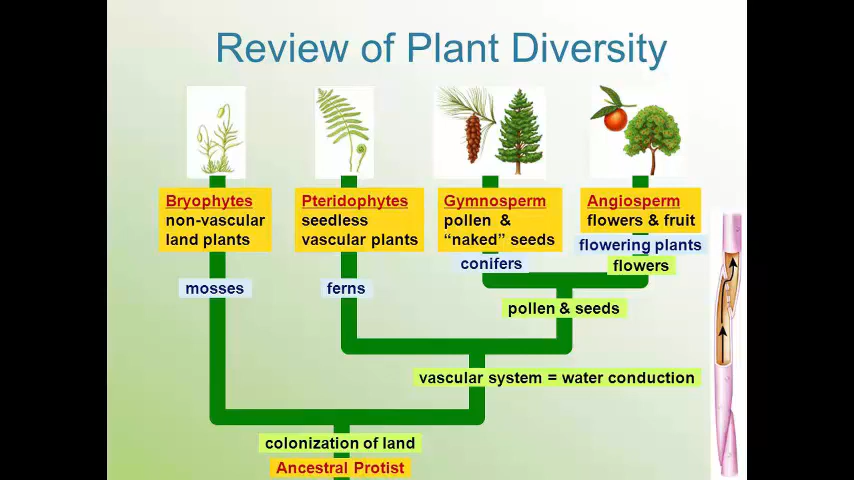 Review of Plant Diversity
Bryophytes
non-vascular
land plants
Pteridophytes
seedless
vascular plants
Gymnosperm
pollen &
“naked” seeds
Angiosperm
flowers & fruit
flowering plants
conifers
flowers
mosses
ferns
pollen & seeds
vascular system = water conduction
colonization of land
Ancestral Protist